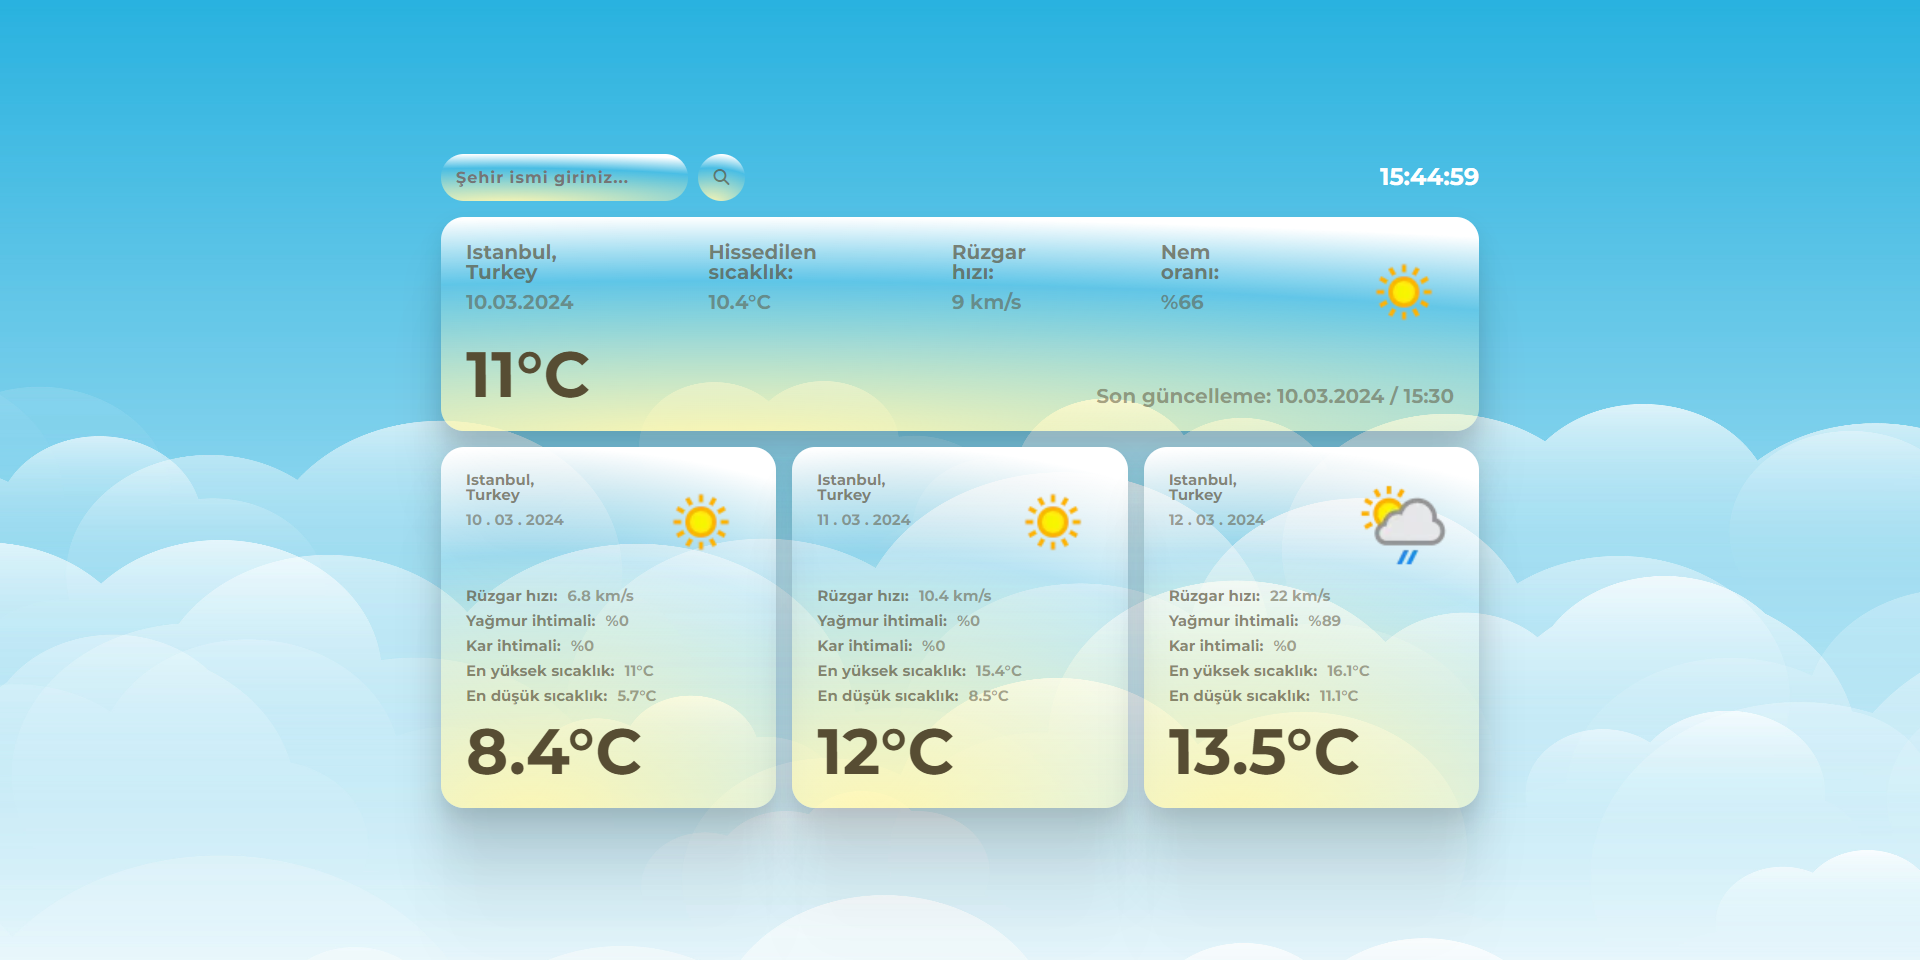 Şehir ismi giriniz...
15:44:59
Istanbul,
Turkey
10.03.2024
11°C
Hissedilen
sıcaklık:
10.4°C
Rüzgar
hızı:
9 km/s
Nem
oranı:
%66
Son güncelleme: 10.03.2024 / 15:30
Istanbul,
Turkey
10 . 03 . 2024
Rüzgar hızı: 6.8 km/s
Yağmur ihtimali: %0
Kar ihtimali: %0
En yüksek sıcaklık: 11°C
En düşük sıcaklık: 5.7°C
8.4°C
Istanbul,
Turkey
11 . 03 . 2024
Rüzgar hızı: 10.4 km/s
Yağmur ihtimali: %0
Kar ihtimali: %0
En yüksek sıcaklık: 15.4°C
En düşük sıcaklık: 8.5°C
12°C
Istanbul,
Turkey
12 . 03 . 2024
Rüzgar hızı: 22 km/s
Yağmur ihtimali: %89
Kar ihtimali: %0
En yüksek sıcaklık: 16.1°C
En düşük sıcaklık: 11.1°C
13.5°C